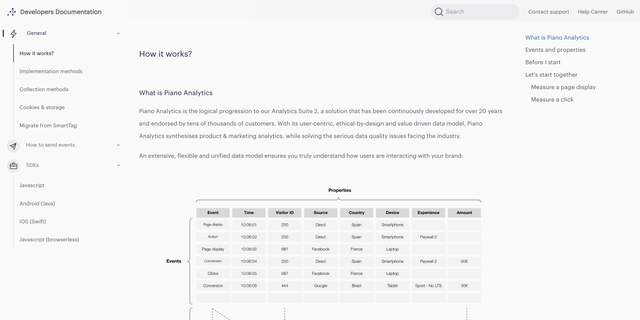 Developers Documentation
Search
Contact support
Help Center
GitHub
General
How it works?
Implementation methods
Collection methods
Cookies & storage
Migrate from SmartTag
How to send events
SDKs
Javascript
Android (Java)
iOS (Swift)
Javascript (browserless)
How it works?
What is Piano Analytics
Piano Analytics is the logical progression to our Analytics Suite 2, a solution that has been continuously developed for over 20 years
and endorsed by tens of thousands of customers. With its user-centric, ethical-by-design and value driven data model, Piano
Analytics synthesises product & marketing analytics, while solving the serious data quality issues facing the industry.
An extensive, flexible and unified data model ensures you truly understand how users are interacting with your brand:
Properties
Event Time Visitor ID Source Country Device Experience Amount
Page display 10:06:01 250 Direct Spain Smartphone
Action 10:06:02 250 Direct Spain Smartphone Paywall 2
Page display 10:06:02 987 Facebook France Laptop
Events
Conversion 10:06:04 250 Direct Spain Smartphone Paywall 2 50€
Clicks 10:06:05 987 Facebook France Laptop
Conversion 10:06:06 444 Google Brazil Tablet Sport - No LTS 30€
What is Piano Analytics
Events and properties
Before I start
Let's start together
Measure a page display
Measure a click